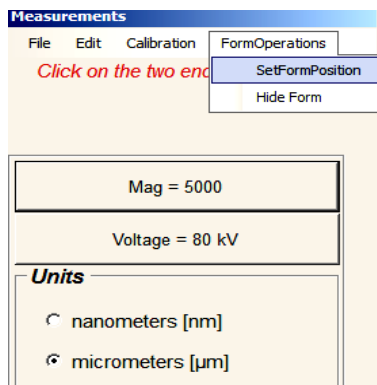 Measurements
File Edit Calibration FormOperations
Click on the two end
SetFormPosition
Hide Form
Mag = 5000
Voltage = 80 kV
Units
nanometers [nm]
micrometers [µm]